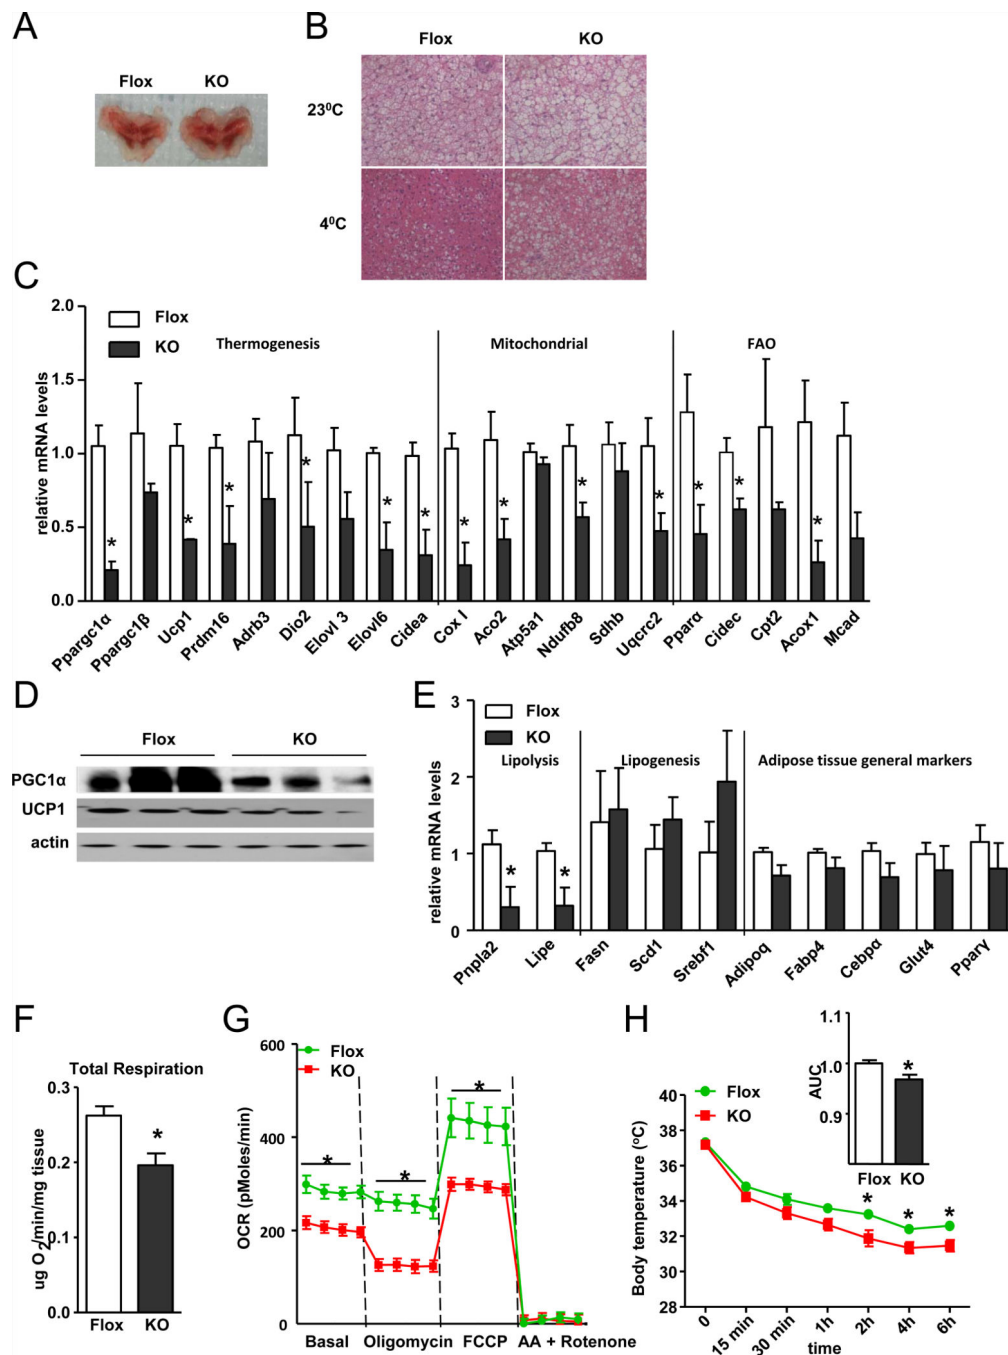 A
Flox KO
B
Flox KO
23⁰C
4⁰C
C
relative mRNA levels
2.0
1.5
1.0
0.5
0.0
Flox
KO
Thermogenesis Mitochondrial FAO
* * * * * * * * * * * * * *
Ppargc1α Ppargc1β Ucp1 Prdm16 Adrb3 Dio2 Elovl 3 Elovl6 Cidea Cox I Aco2 Atp5a1 Ndufb8 Sdhb Uqcrc2 Pparα Cidec Cpt2 Acox1 Mcad
D
Flox KO
PGC1α
UCP1
actin
E
relative mRNA levels
3
2
1
0
Flox
KO
Lipolysis Lipogenesis Adipose tissue general markers
* *
Pnpla2 Lipe Fasn Scd1 Srebf1 Adipoq Fabp4 Cebpα Glut4 Pparγ
F
Total Respiration
ug O2/min/mg tissue
0.3
0.2
0.1
0.0
*
Flox KO
G
OCR (pMoles/min)
600
400
200
0
Flox
KO
* * *
Basal Oligomycin FCCP AA + Rotenone
H
Body temperature (°C)
40
38
36
34
32
30
28
Flox
KO
* * *
0 15 min 30 min 1h 2h 4h 6h
time
AUC
1.1
1.0
0.9
*
Flox KO